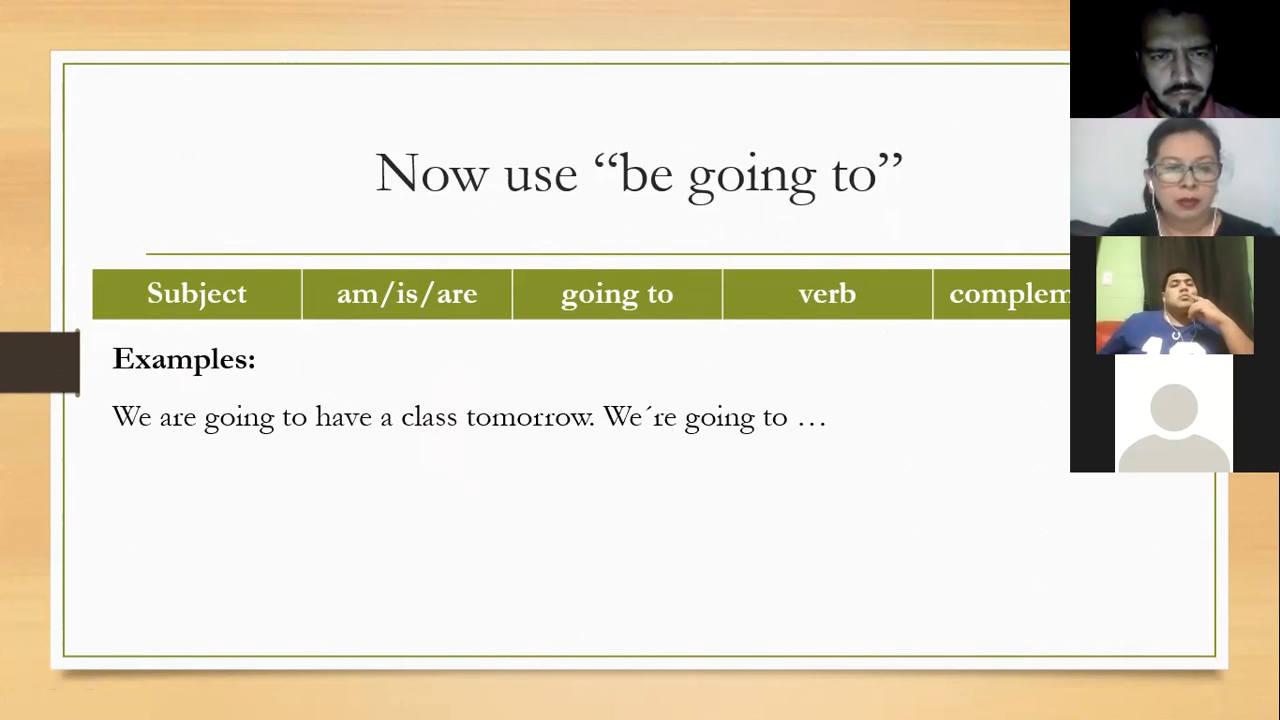 Now use “be going to”
Subject am/is/are going to verb complem
Examples:
We are going to have a class tomorrow. We´re going to …